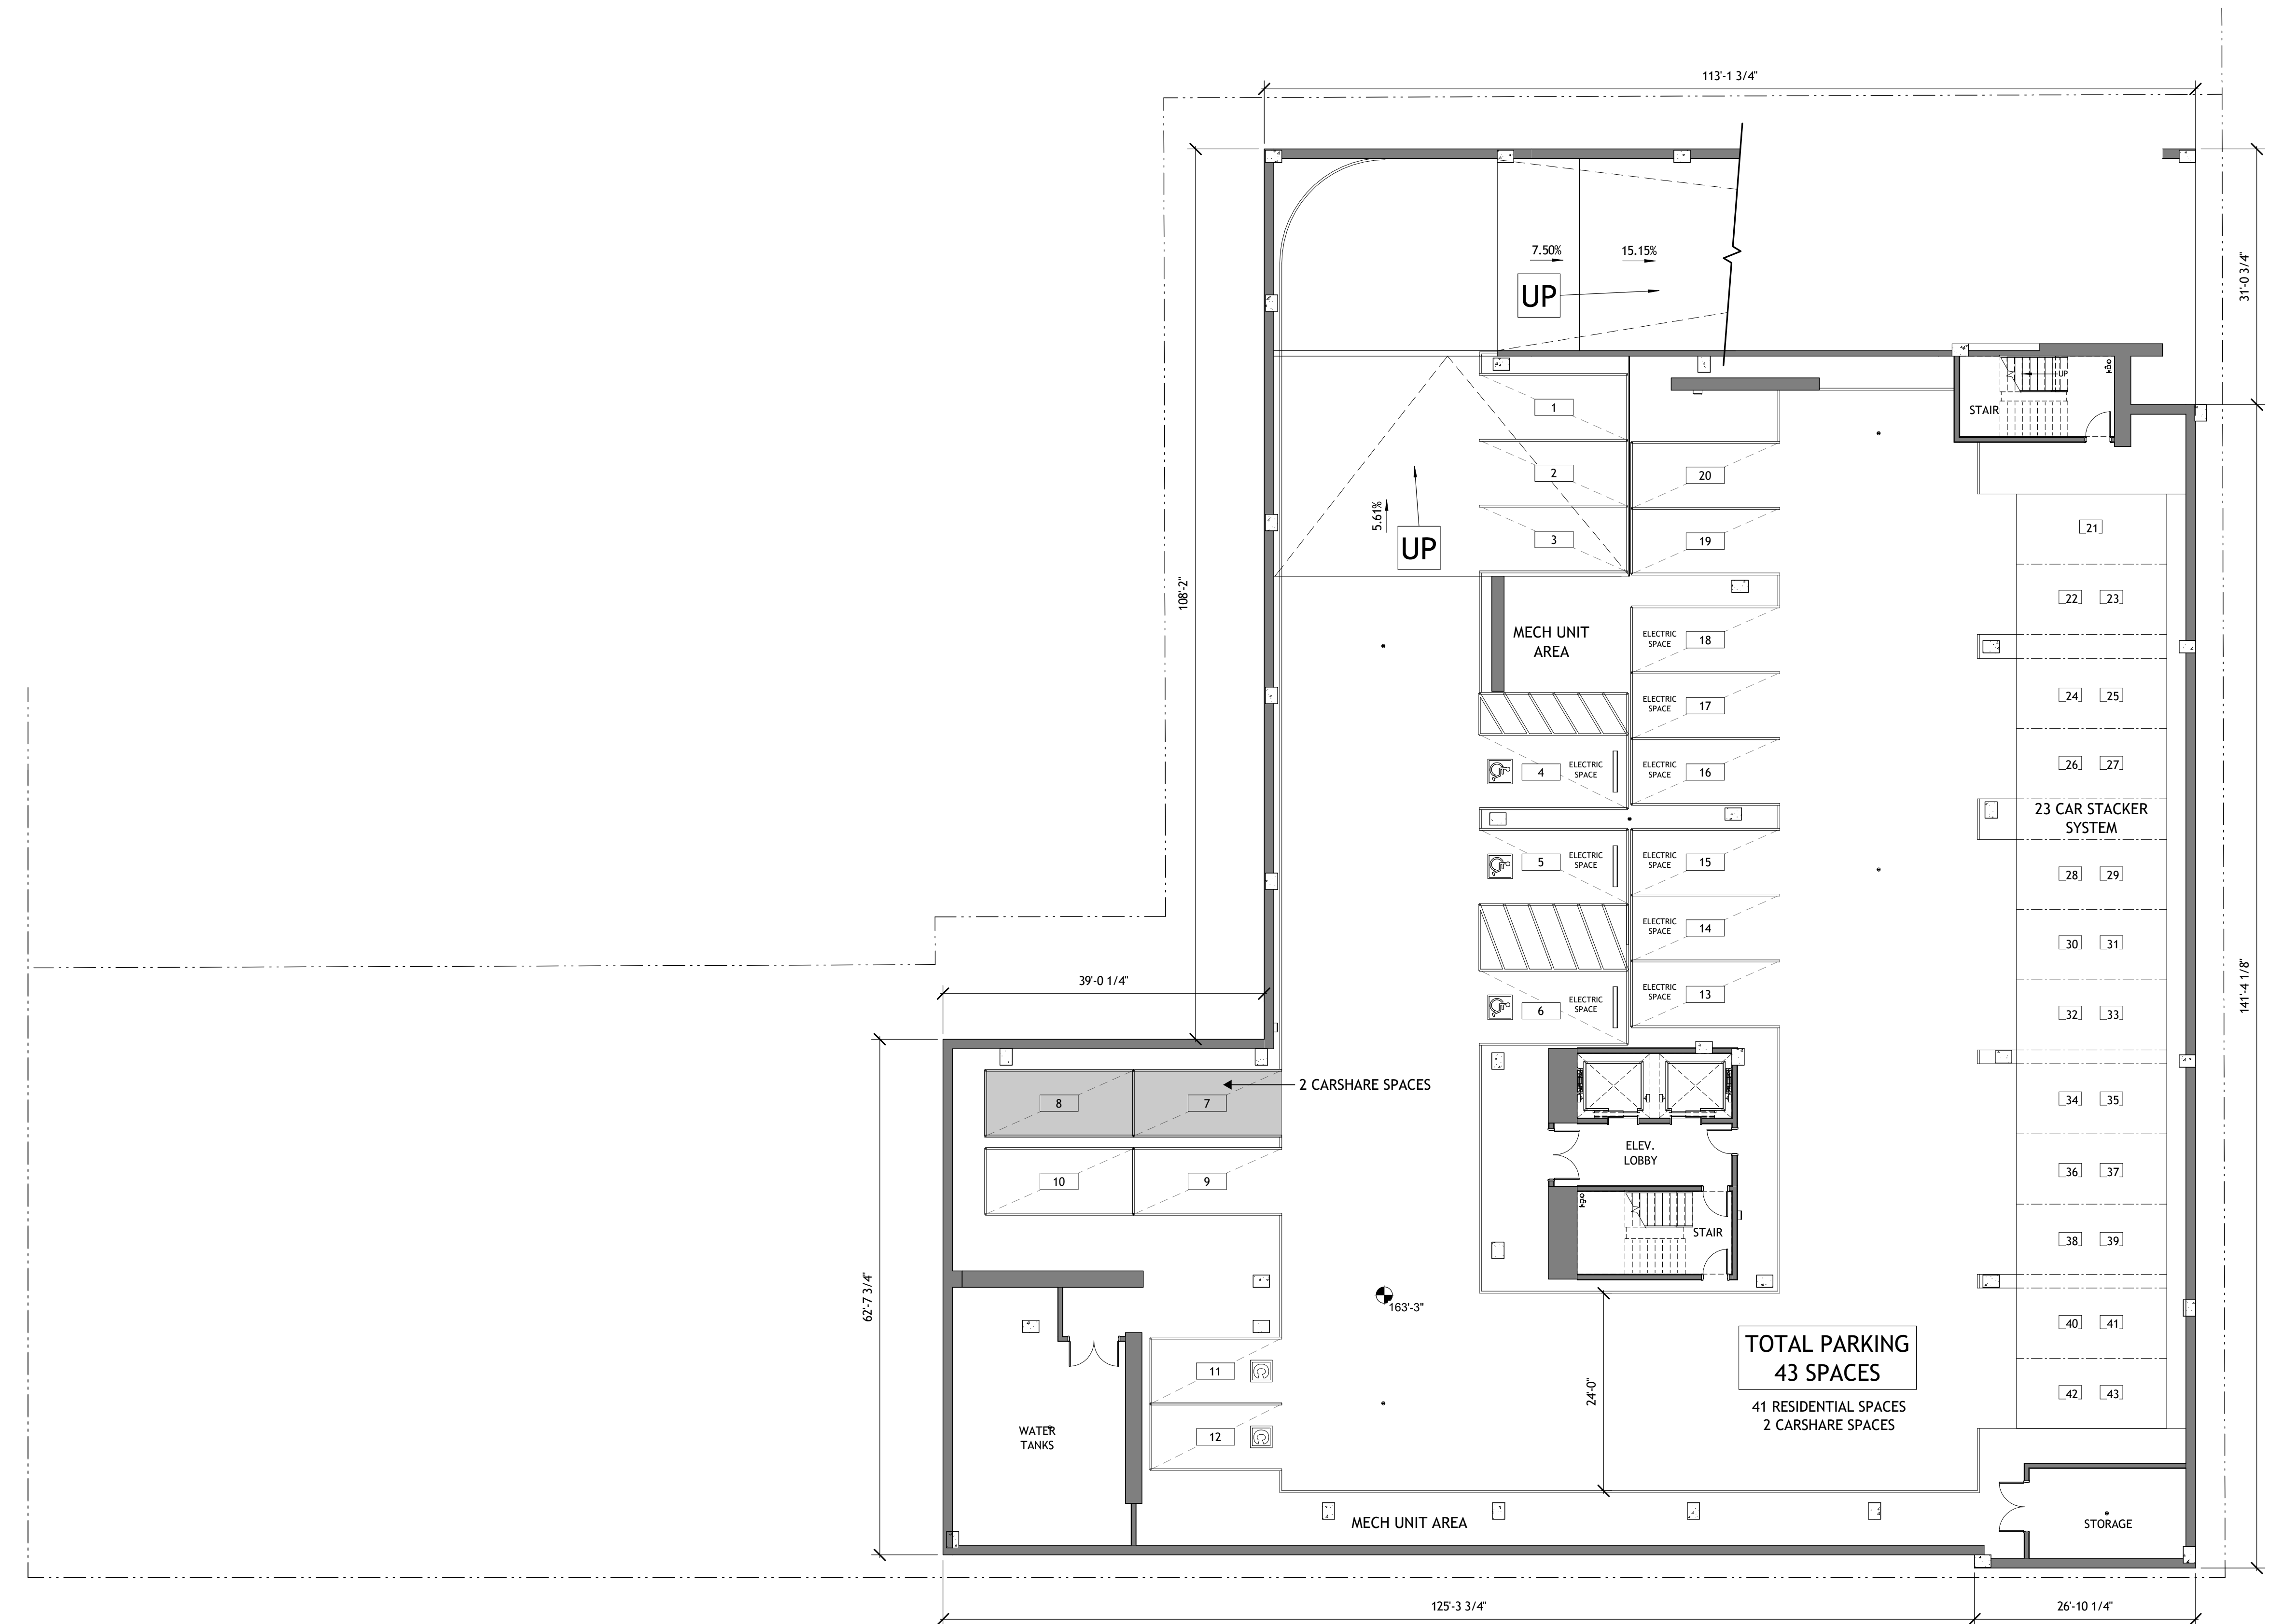 113'-1 3/4"
31'-0 3/4"
7.50%
15.15%
UP
UP
STAIR
1
2
20
21
5.61%
3
19
UP
108'-2"
22
23
MECH UNIT
AREA
ELECTRIC
SPACE
18
24
25
ELECTRIC
SPACE
17
26
27
4
ELECTRIC
SPACE
ELECTRIC
SPACE
16
23 CAR STACKER
SYSTEM
5
ELECTRIC
SPACE
ELECTRIC
SPACE
15
28
29
ELECTRIC
SPACE
14
30
31
141'-4 1/8"
39'-0 1/4"
6
ELECTRIC
SPACE
ELECTRIC
SPACE
13
32
33
2 CARSHARE SPACES
8
7
34
35
ELEV.
LOBBY
10
9
36
37
STAIR
38
39
62'-7 3/4"
163'-3"
40
41
TOTAL PARKING
43 SPACES
11
24'-0"
42
43
41 RESIDENTIAL SPACES
2 CARSHARE SPACES
WATER
TANKS
12
MECH UNIT AREA
STORAGE
125'-3 3/4"
26'-10 1/4"